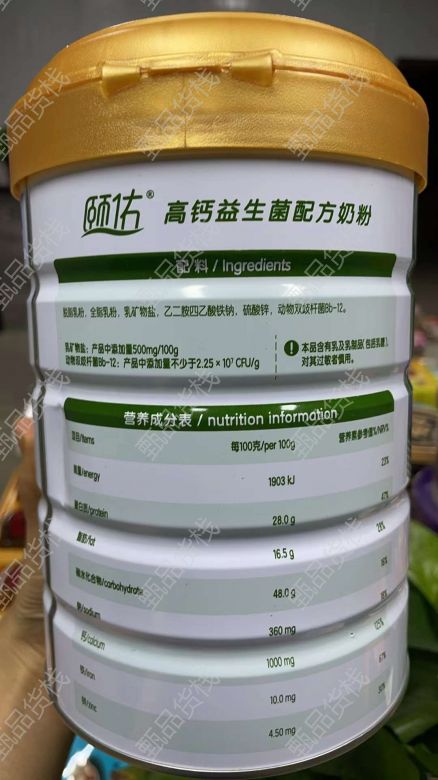 颐佑®
高钙益生菌配方奶粉
配料 / Ingredients
脱脂乳粉, 全脂乳粉, 乳矿物盐, 乙二胺四乙酸铁钠, 硫酸锌, 动物双歧杆菌Bb-12。
乳矿物盐: 产品中添加量500mg/100g
动物双歧杆菌Bb-12: 产品中添加量不少于2.25×10⁷ CFU/g
! 本品含有乳及乳制品(包括乳糖),
对其过敏者慎用。
营养成分表 / nutrition information
项目/Items 每100克/per 100g 营养素参考值%/NRV%
能量/energy 1903 kJ 23%
蛋白质/protein 28.0 g 47%
脂肪/fat 16.5 g 28%
碳水化合物/carbohydrate 48.0 g 16%
钠/sodium 360 mg 18%
钙/calcium 1000 mg 125%
铁/iron 10.0 mg 67%
锌/zinc 4.50 mg 30%
甄品货栈